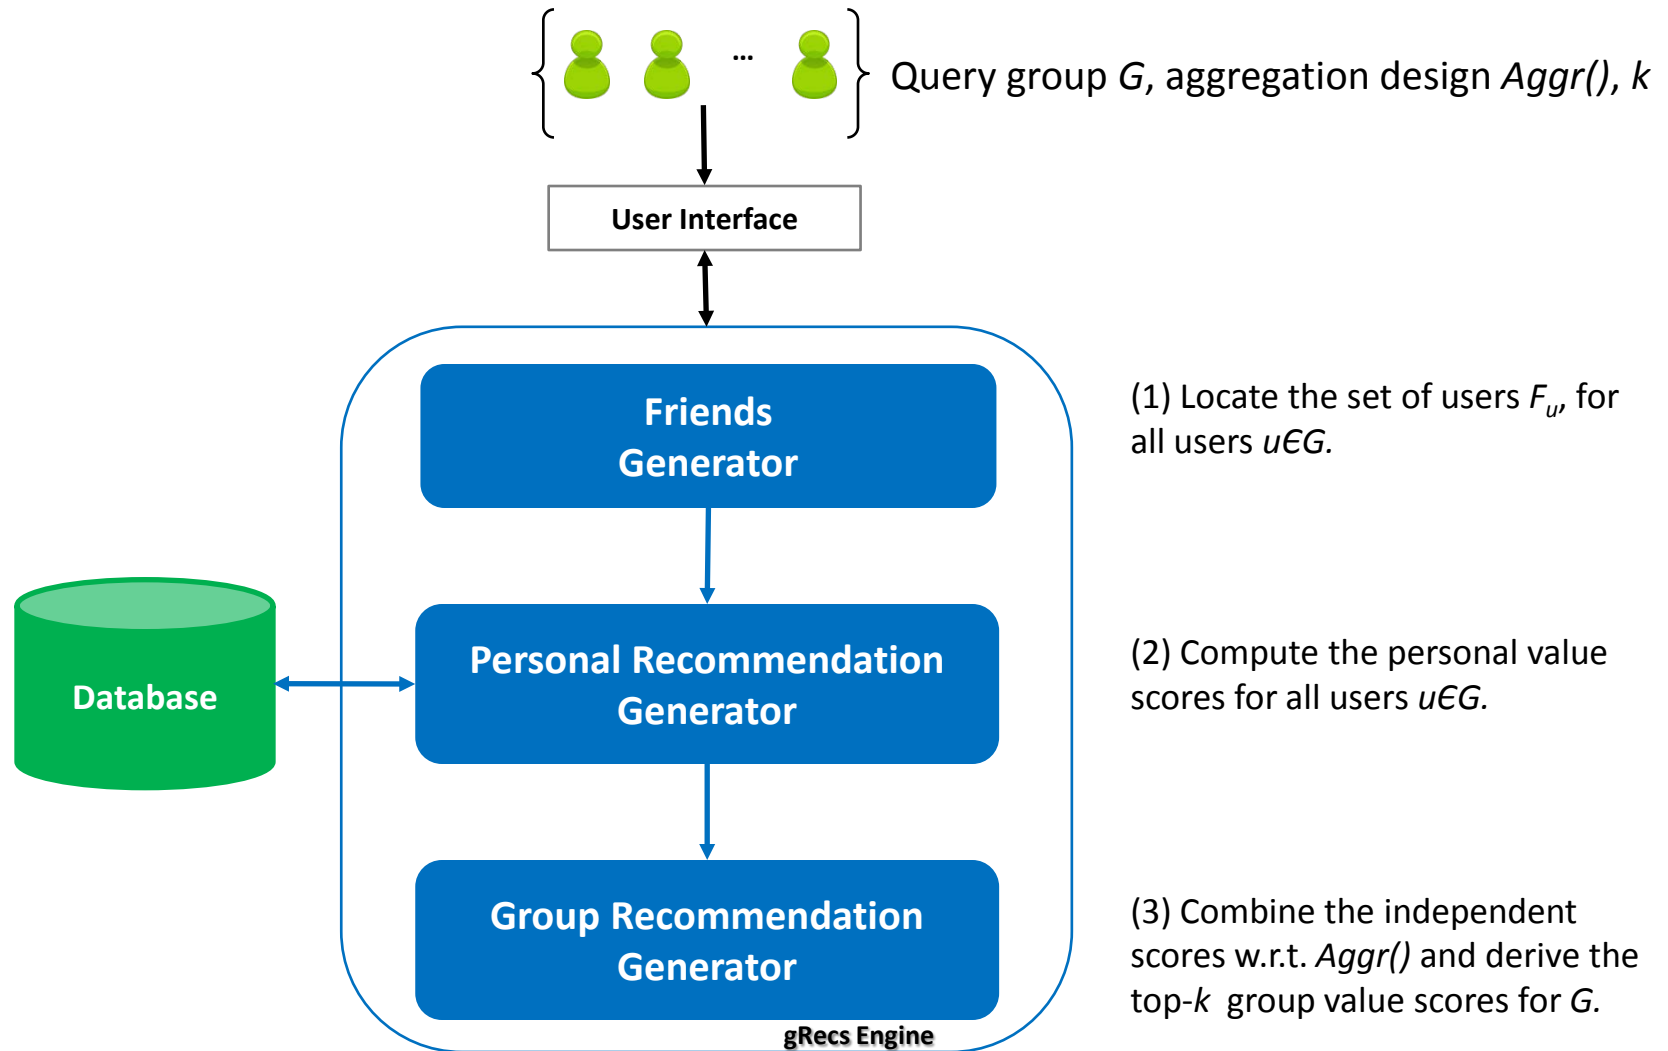 ...
Query group G, aggregation design Aggr(), k
User Interface
Friends
Generator
(1) Locate the set of users Fu, for
all users uЄG.
Database
Personal Recommendation
Generator
(2) Compute the personal value
scores for all users uЄG.
Group Recommendation
Generator
(3) Combine the independent
scores w.r.t. Aggr() and derive the
top-k group value scores for G.
gRecs Engine